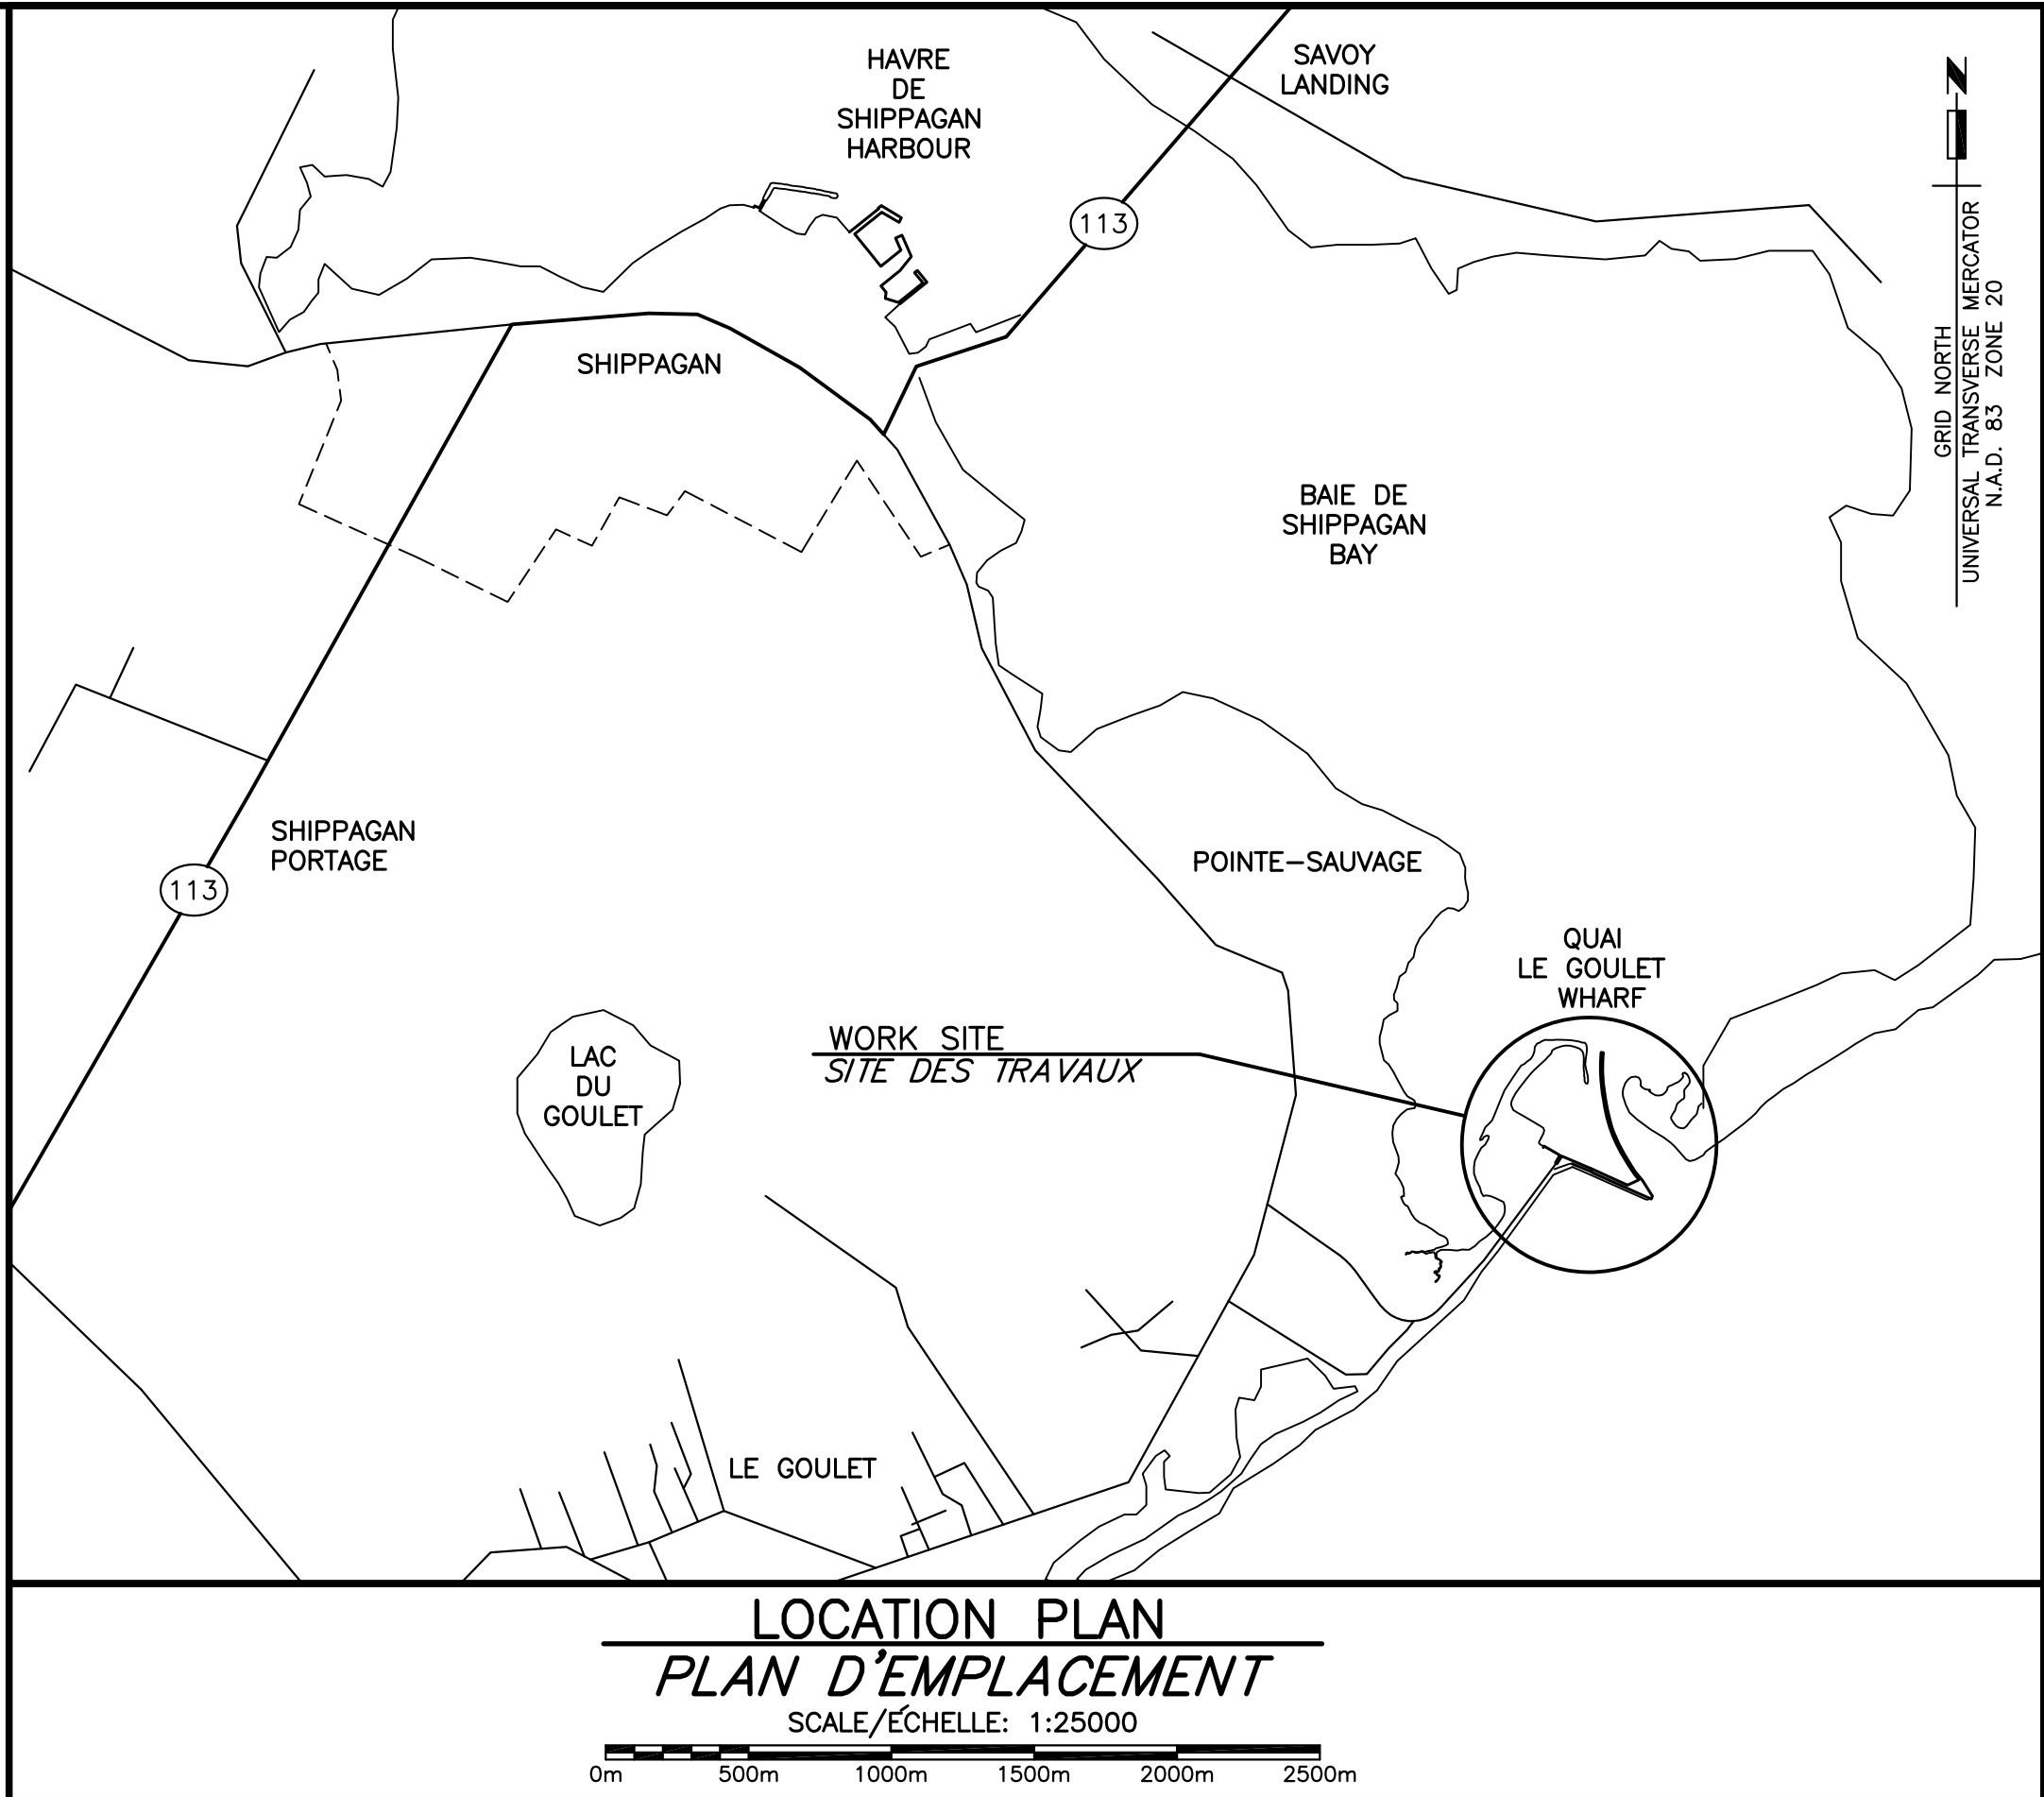 HAVRE
DE
SHIPPAGAN
HARBOUR
SAVOY
LANDING
N
113
GRID NORTH
UNIVERSAL TRANSVERSE MERCATOR
N.A.D. 83 ZONE 20
SHIPPAGAN
BAIE DE
SHIPPAGAN
BAY
SHIPPAGAN
PORTAGE
113
POINTE-SAUVAGE
QUAI
LE GOULET
WHARF
WORK SITE
SITE DES TRAVAUX
LAC
DU
GOULET
LE GOULET
LOCATION PLAN
PLAN D'EMPLACEMENT
SCALE/ÉCHELLE: 1:25000
0m 500m 1000m 1500m 2000m 2500m